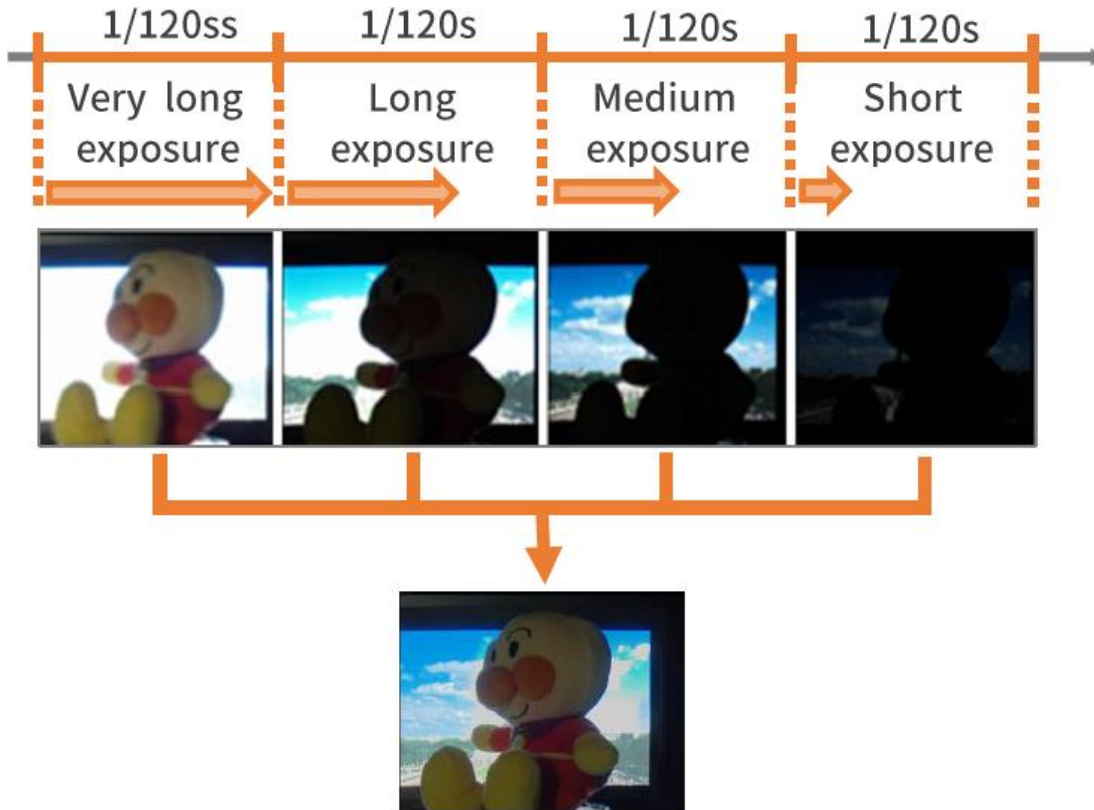 1/120ss
1/120s
1/120s
1/120s
Very long
exposure
Long
exposure
Medium
exposure
Short
exposure